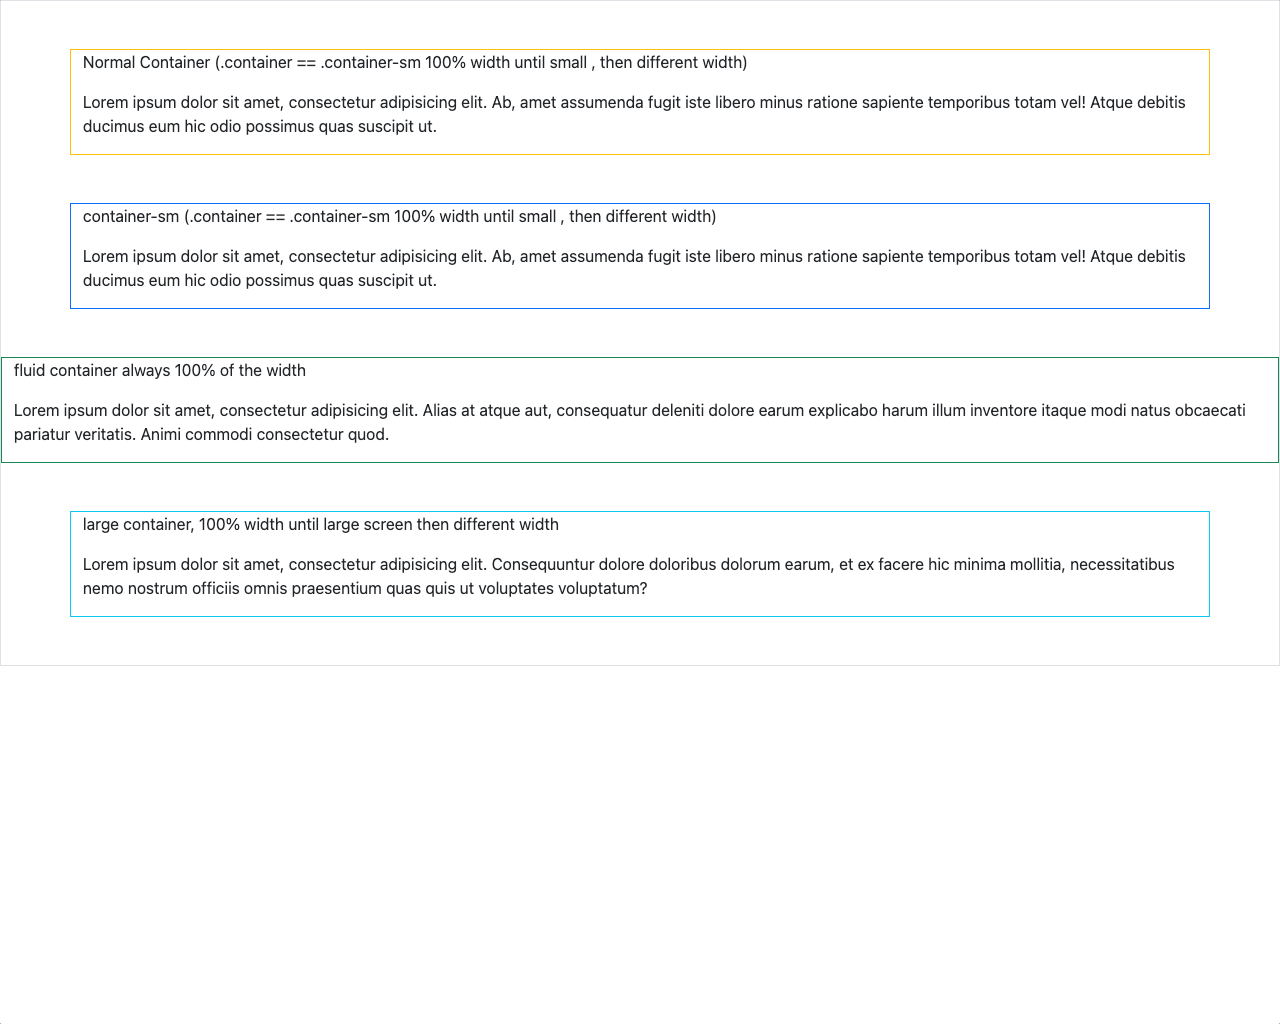 Normal Container (.container == .container-sm 100% width until small , then different width)
Lorem ipsum dolor sit amet, consectetur adipisicing elit. Ab, amet assumenda fugit iste libero minus ratione sapiente temporibus totam vel! Atque debitis
ducimus eum hic odio possimus quas suscipit ut.
container-sm (.container == .container-sm 100% width until small , then different width)
Lorem ipsum dolor sit amet, consectetur adipisicing elit. Ab, amet assumenda fugit iste libero minus ratione sapiente temporibus totam vel! Atque debitis
ducimus eum hic odio possimus quas suscipit ut.
fluid container always 100% of the width
Lorem ipsum dolor sit amet, consectetur adipisicing elit. Alias at atque aut, consequatur deleniti dolore earum explicabo harum illum inventore itaque modi natus obcaecati
pariatur veritatis. Animi commodi consectetur quod.
large container, 100% width until large screen then different width
Lorem ipsum dolor sit amet, consectetur adipisicing elit. Consequuntur dolore doloribus dolorum earum, et ex facere hic minima mollitia, necessitatibus
nemo nostrum officiis omnis praesentium quas quis ut voluptates voluptatum?